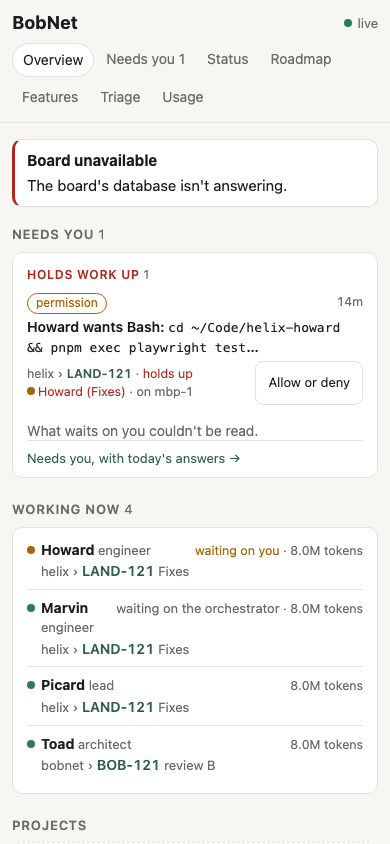 BobNet
live
Overview
Needs you 1
Status
Roadmap
Features
Triage
Usage
Board unavailable
The board's database isn't answering.
NEEDS YOU 1
HOLDS WORK UP 1
permission
14m
Howard wants Bash: cd ~/Code/helix-howard
&& pnpm exec playwright test…
helix › LAND-121 · holds up
Howard (Fixes) · on mbp-1
Allow or deny
What waits on you couldn't be read.
Needs you, with today's answers →
WORKING NOW 4
Howard engineer
waiting on you · 8.0M tokens
helix › LAND-121 Fixes
Marvin
engineer
waiting on the orchestrator · 8.0M tokens
helix › LAND-121 Fixes
Picard lead
8.0M tokens
helix › LAND-121 Fixes
Toad architect
8.0M tokens
bobnet › BOB-121 review B
PROJECTS